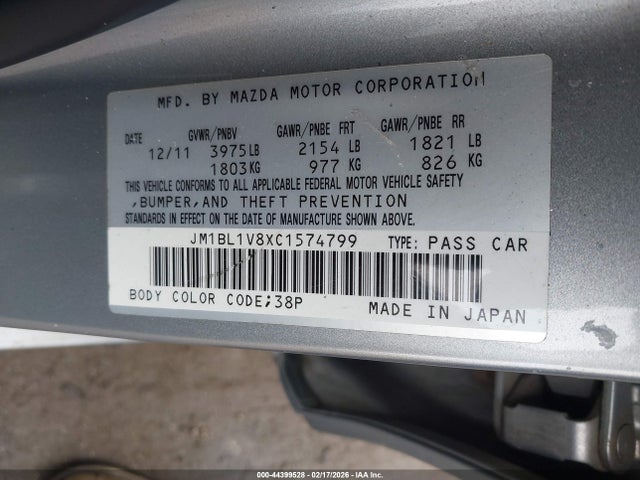 MFD. BY MAZDA MOTOR CORPORATION
DATE GVWR/PNBV GAWR/PNBE FRT GAWR/PNBE RR
12/11 3975LB 2154 LB 1821 LB
1803KG 977 KG 826 KG
THIS VEHICLE CONFORMS TO ALL APPLICABLE FEDERAL MOTOR VEHICLE SAFETY
,BUMPER,AND THEFT PREVENTION
STANDARDS IN EFFECT ON THE DATE OF MANUFACTURE SHOWN ABOVE.
JM1BL1V8XC1574799 TYPE: PASS CAR
BODY COLOR CODE;38P MADE IN JAPAN
000-44399528 - 02/17/2026 - IAA Inc.